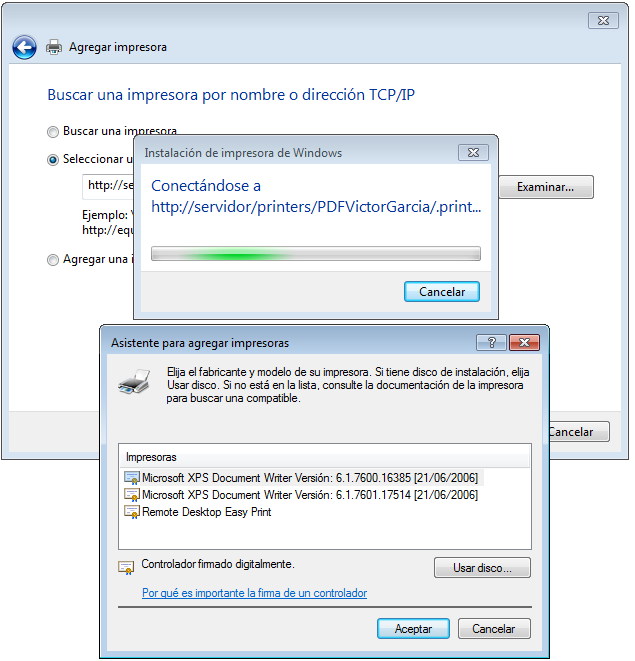 Agregar impresora
Buscar una impresora por nombre o dirección TCP/IP
Buscar una impresora
Seleccionar u
http://se
Examinar...
Ejemplo: \
http://equ
Agregar una i
Cancelar
Instalación de impresora de Windows
Conectándose a
http://servidor/printers/PDFVictorGarcia/.print...
Cancelar
Asistente para agregar impresoras
Elija el fabricante y modelo de su impresora. Si tiene disco de instalación, elija
Usar disco. Si no está en la lista, consulte la documentación de la impresora
para buscar una compatible.
Impresoras
Microsoft XPS Document Writer Versión: 6.1.7600.16385 [21/06/2006]
Microsoft XPS Document Writer Versión: 6.1.7601.17514 [21/06/2006]
Remote Desktop Easy Print
Controlador firmado digitalmente.
Usar disco...
Por qué es importante la firma de un controlador
Aceptar
Cancelar